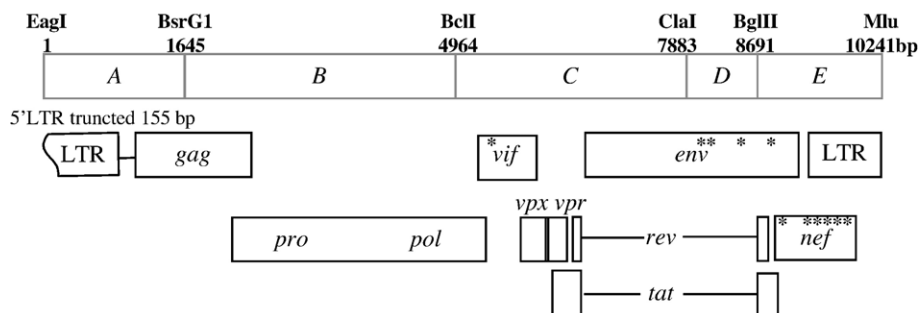 EagI BsrG1 BclI ClaI BglII Mlu
1 1645 4964 7883 8691 10241bp
A B C D E
5'LTR truncted 155 bp
LTR gag *vif env** * * LTR
vpx vpr
pro pol rev * ***** nef
tat